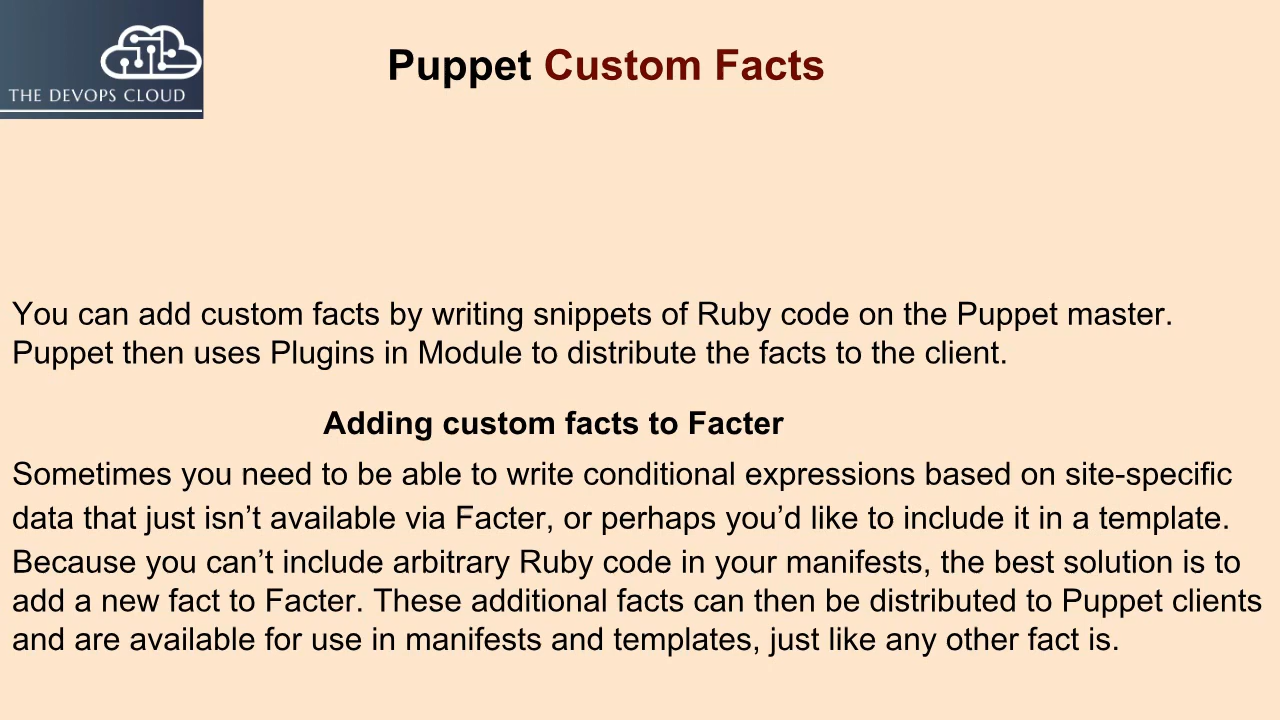 THE DEVOPS CLOUD
Puppet Custom Facts
You can add custom facts by writing snippets of Ruby code on the Puppet master.
Puppet then uses Plugins in Module to distribute the facts to the client.
Adding custom facts to Facter
Sometimes you need to be able to write conditional expressions based on site-specific
data that just isn’t available via Facter, or perhaps you’d like to include it in a template.
Because you can’t include arbitrary Ruby code in your manifests, the best solution is to
add a new fact to Facter. These additional facts can then be distributed to Puppet clients
and are available for use in manifests and templates, just like any other fact is.